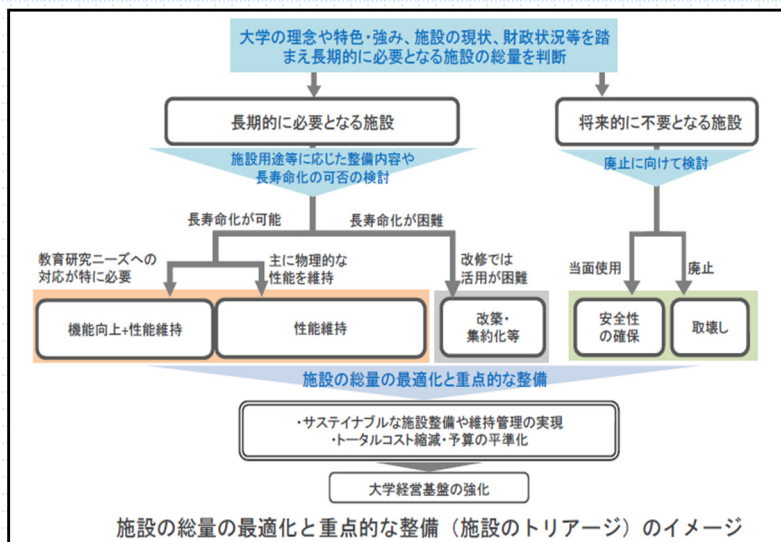 大学の理念や特色・強み、施設の現状、財政状況等を踏
まえ長期的に必要となる施設の総量を判断
長期的に必要となる施設
将来的に不要となる施設
施設用途等に応じた整備内容や
長寿命化の可否の検討
廃止に向けて検討
長寿命化が可能
長寿命化が困難
教育研究ニーズへの
対応が特に必要
主に物理的な
性能を維持
改修では
活用が困難
当面使用
廃止
機能向上+性能維持
性能維持
改築・
集約化等
安全性
の確保
取壊し
施設の総量の最適化と重点的な整備
・サステイナブルな施設整備や維持管理の実現
・トータルコスト縮減・予算の平準化
大学経営基盤の強化
施設の総量の最適化と重点的な整備（施設のトリアージ）のイメージ